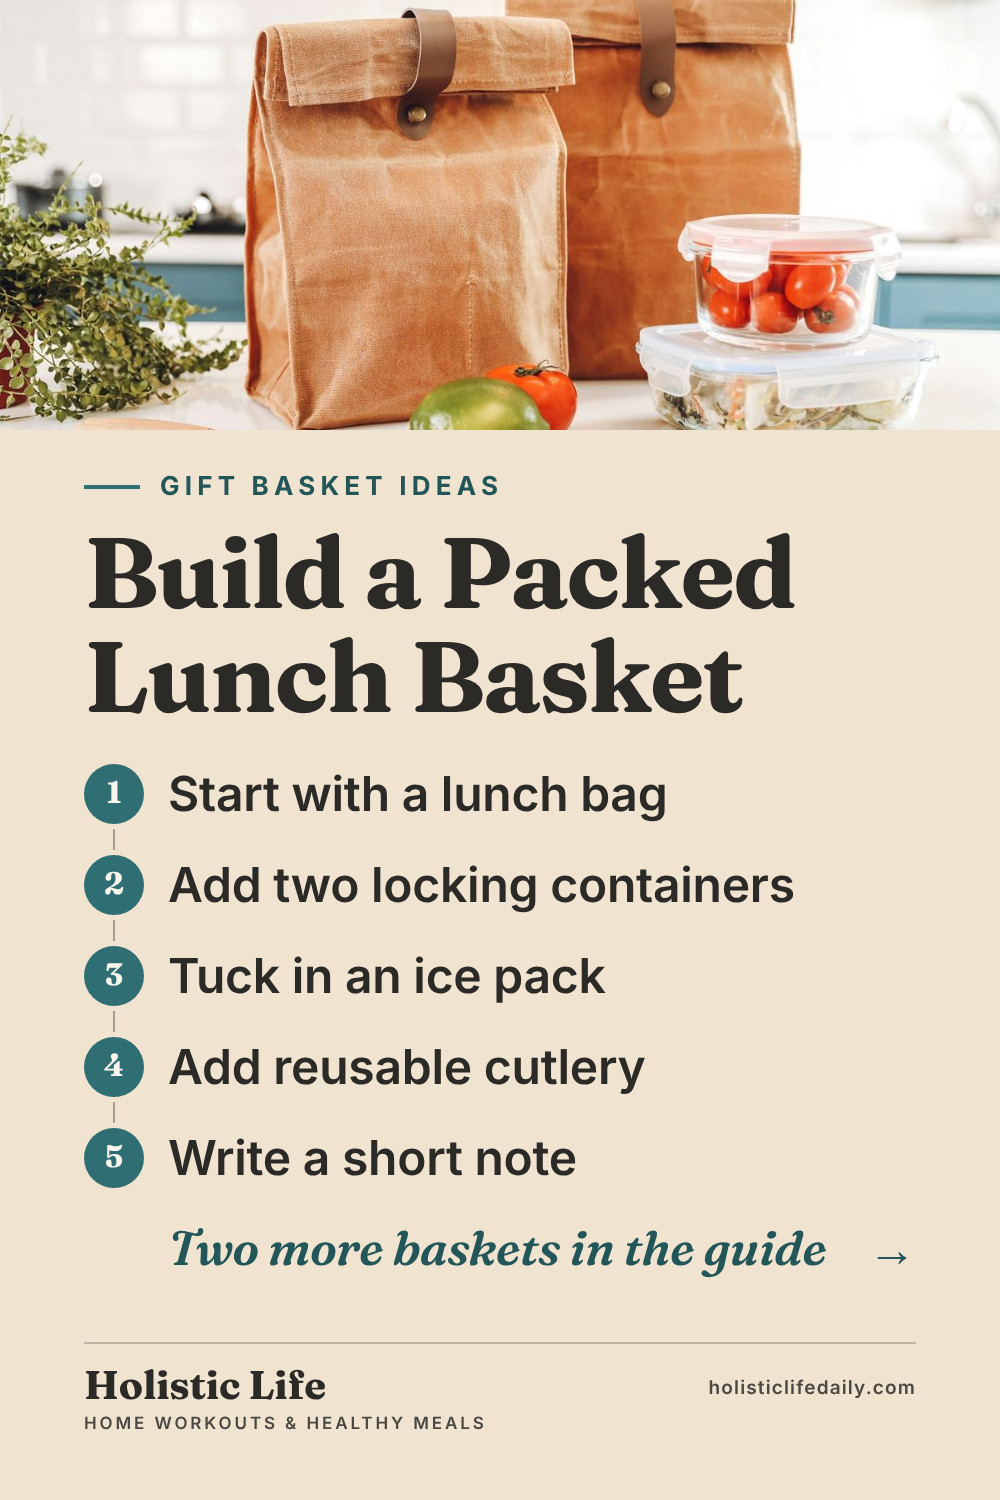 GIFT BASKET IDEAS
Build a Packed
Lunch Basket
1 Start with a lunch bag
2 Add two locking containers
3 Tuck in an ice pack
4 Add reusable cutlery
5 Write a short note
Two more baskets in the guide →
Holistic Life
holisticlifedaily.com
HOME WORKOUTS & HEALTHY MEALS